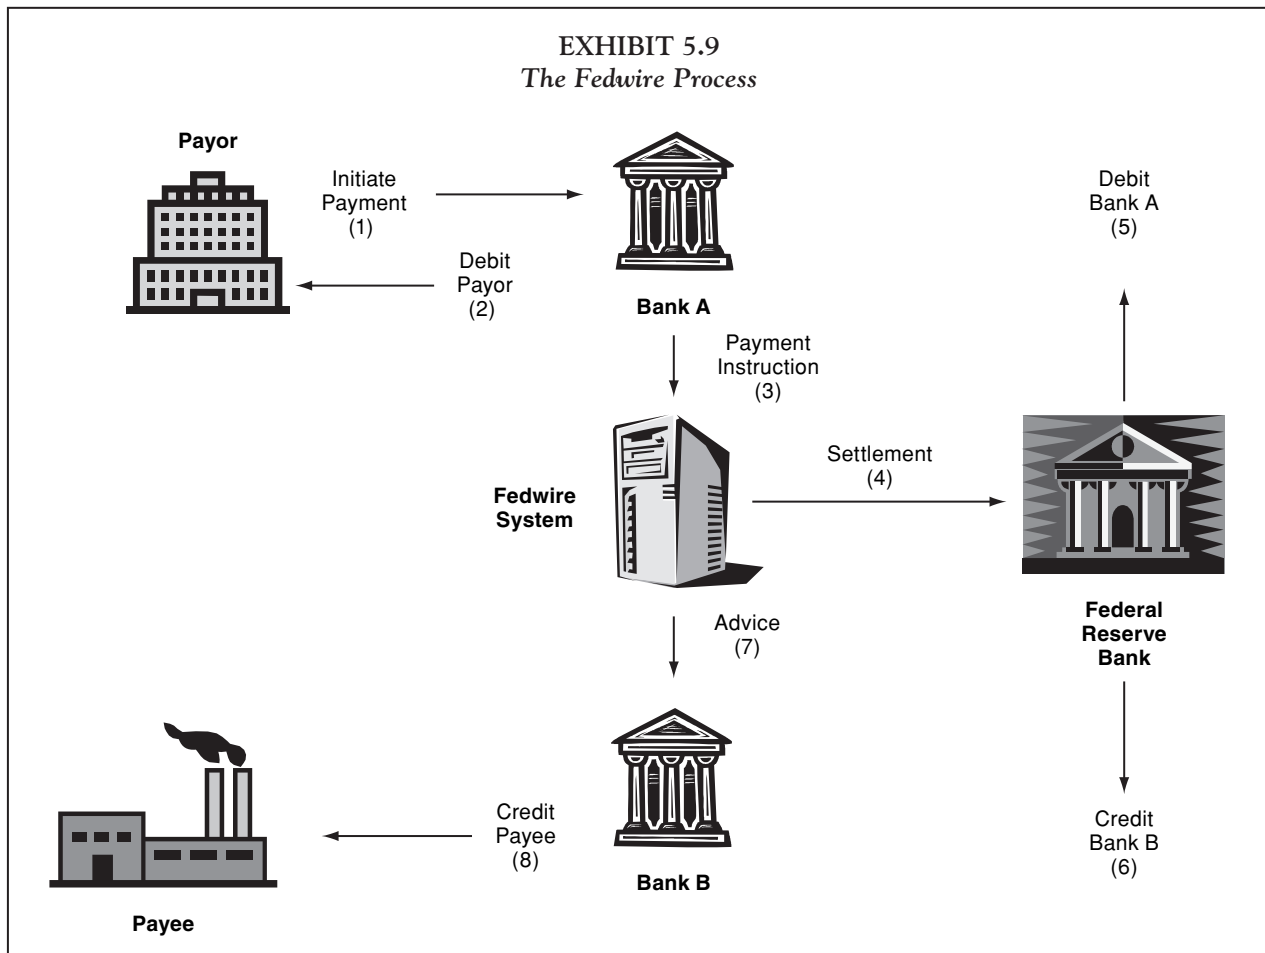 EXHIBIT 5.9
The Fedwire Process
Payor
Initiate
Payment
(1)
Debit
Payor
(2)
Bank A
Debit
Bank A
(5)
Payment
Instruction
(3)
Fedwire
System
Settlement
(4)
Federal
Reserve
Bank
Advice
(7)
Credit
Bank B
(6)
Credit
Payee
(8)
Bank B
Payee